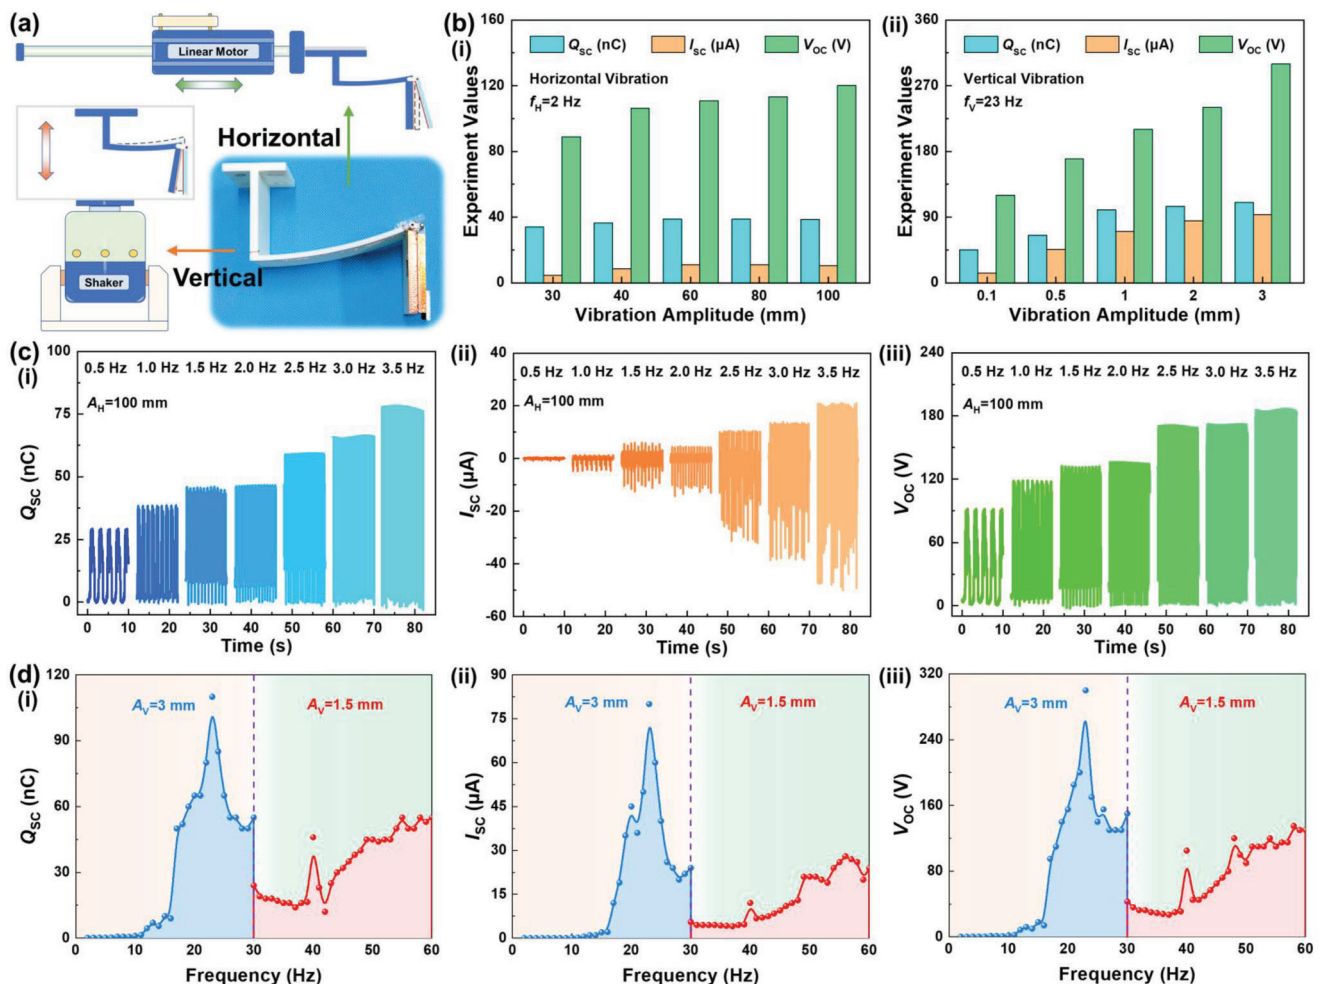 (a)
Linear Motor
Horizontal
Vertical
Shaker
(b)
(i)
Experiment Values
160
120
80
40
0
Q_SC (nC) I_SC (μA) V_OC (V)
Horizontal Vibration
f_H=2 Hz
30 40 60 80 100
Vibration Amplitude (mm)
(ii)
Experiment Values
360
270
180
90
0
Q_SC (nC) I_SC (μA) V_OC (V)
Vertical Vibration
f_V=23 Hz
0.1 0.5 1 2 3
Vibration Amplitude (mm)
(c)
(i)
Q_SC (nC)
100
75
50
25
0
0.5 Hz 1.0 Hz 1.5 Hz 2.0 Hz 2.5 Hz 3.0 Hz 3.5 Hz
A_H=100 mm
0 10 20 30 40 50 60 70 80
Time (s)
(ii)
I_SC (μA)
40
20
0
-20
-40
-60
0.5 Hz 1.0 Hz 1.5 Hz 2.0 Hz 2.5 Hz 3.0 Hz 3.5 Hz
A_H=100 mm
0 10 20 30 40 50 60 70 80
Time (s)
(iii)
V_OC (V)
240
180
120
60
0
0.5 Hz 1.0 Hz 1.5 Hz 2.0 Hz 2.5 Hz 3.0 Hz 3.5 Hz
A_H=100 mm
0 10 20 30 40 50 60 70 80
Time (s)
(d)
(i)
Q_SC (nC)
120
90
60
30
0
A_V=3 mm A_V=1.5 mm
0 10 20 30 40 50 60
Frequency (Hz)
(ii)
I_SC (μA)
90
75
60
45
30
15
0
A_V=3 mm A_V=1.5 mm
0 10 20 30 40 50 60
Frequency (Hz)
(iii)
V_OC (V)
320
240
160
80
0
A_V=3 mm A_V=1.5 mm
0 10 20 30 40 50 60
Frequency (Hz)